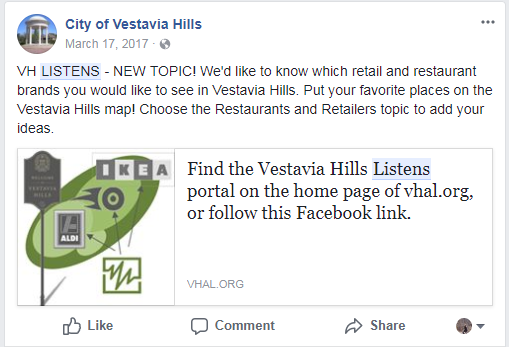 City of Vestavia Hills
March 17, 2017 ·
VH LISTENS - NEW TOPIC! We'd like to know which retail and restaurant
brands you would like to see in Vestavia Hills. Put your favorite places on the
Vestavia Hills map! Choose the Restaurants and Retailers topic to add your
ideas.
WELCOME
VESTAVIA
HILLS
IKEA
ALDI
Find the Vestavia Hills Listens
portal on the home page of vhal.org,
or follow this Facebook link.
VHAL.ORG
Like Comment Share